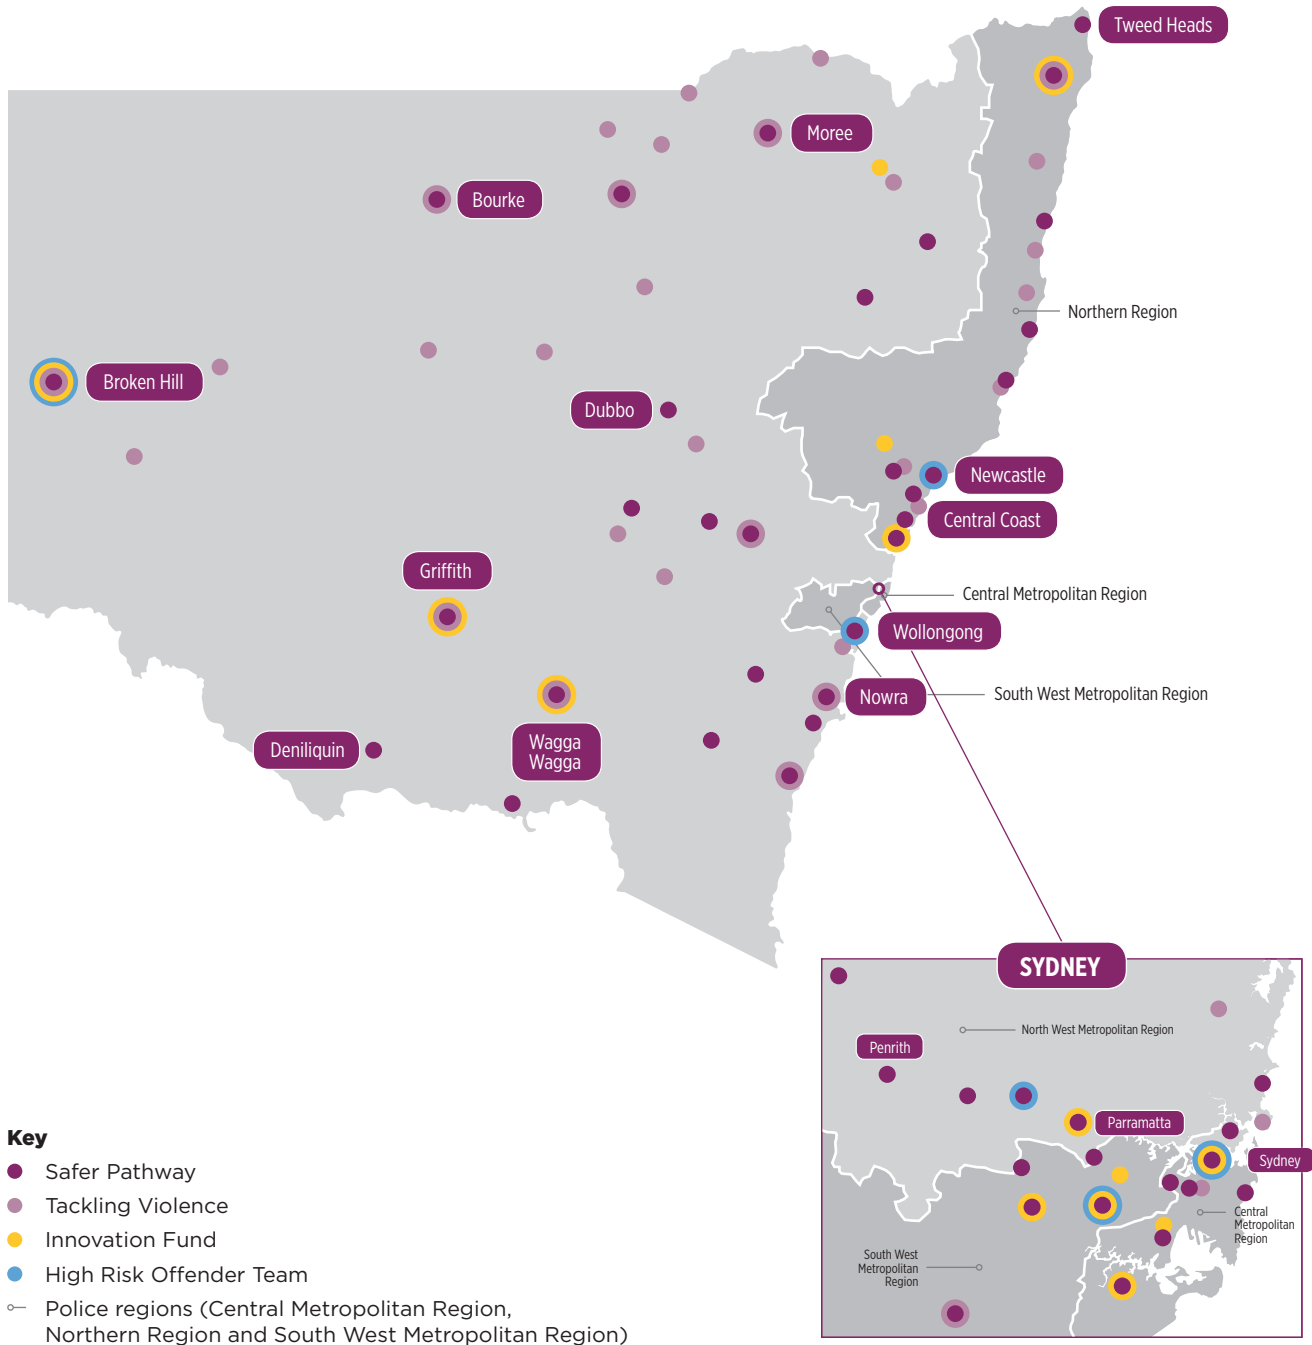 Tweed Heads
Moree
Bourke
Northern Region
Broken Hill
Dubbo
Newcastle
Central Coast
Griffith
Central Metropolitan Region
Wollongong
South West Metropolitan Region
Nowra
Wagga
Wagga
Deniliquin
SYDNEY
North West Metropolitan Region
Penrith
Parramatta
Sydney
Central
Metropolitan
Region
South West
Metropolitan
Region
Key
Safer Pathway
Tackling Violence
Innovation Fund
High Risk Offender Team
Police regions (Central Metropolitan Region,
Northern Region and South West Metropolitan Region)